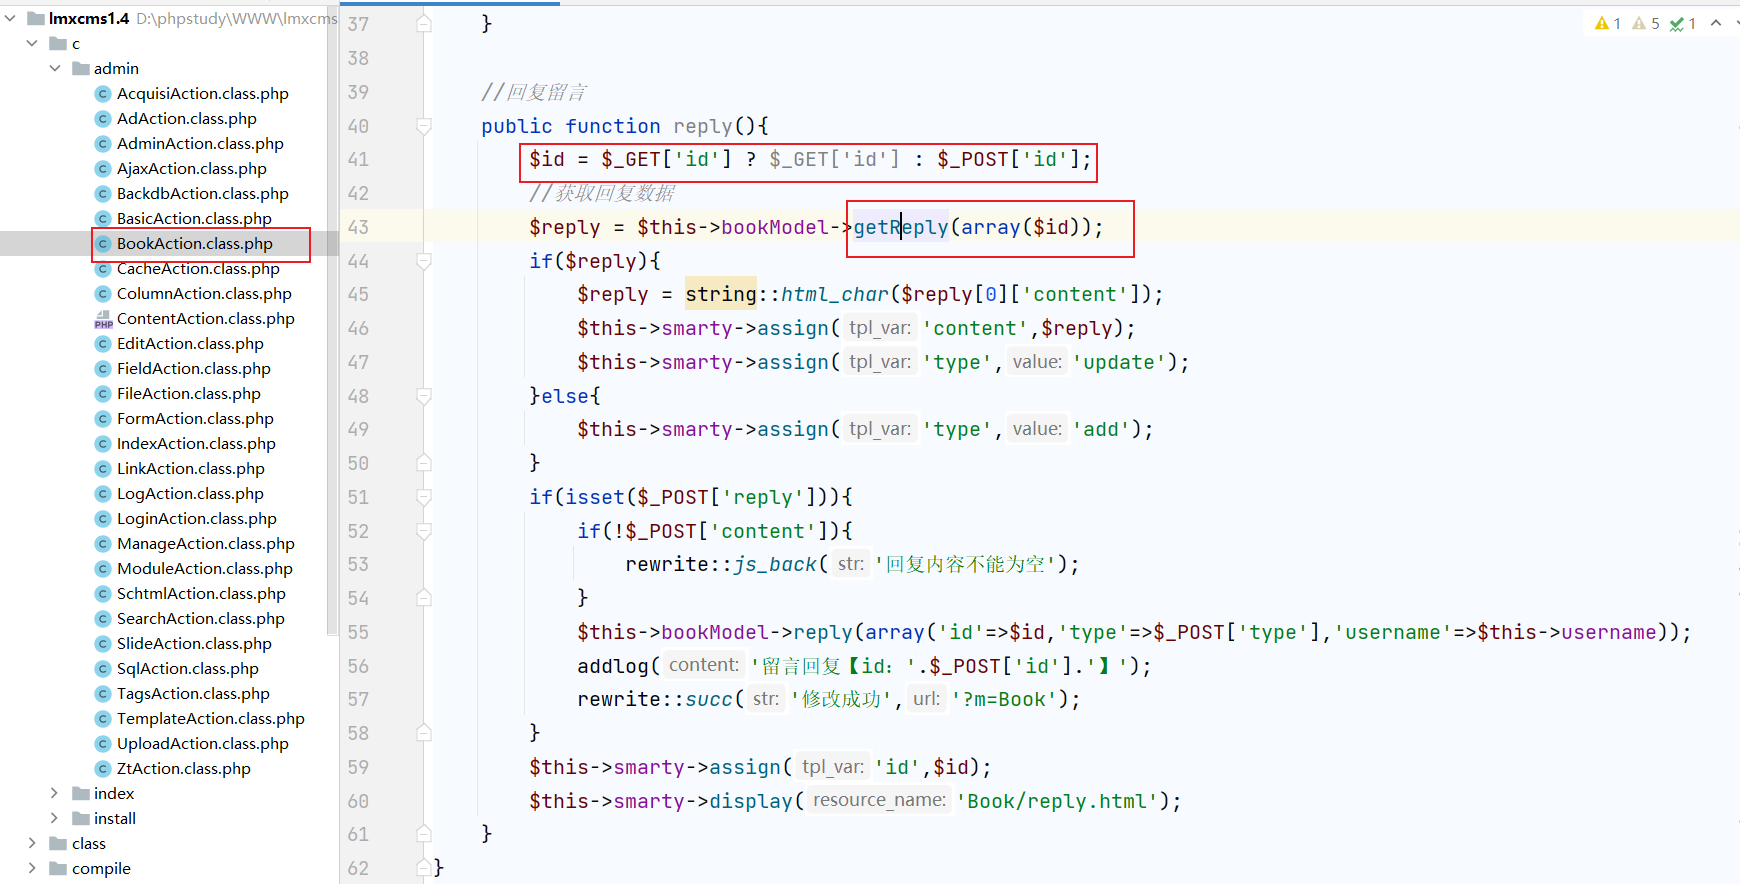 lmxcms1.4 D:\phpstudy\WWW\lmxcms
c
admin
AcquisiAction.class.php
AdAction.class.php
AdminAction.class.php
AjaxAction.class.php
BackdbAction.class.php
BasicAction.class.php
BookAction.class.php
CacheAction.class.php
ColumnAction.class.php
ContentAction.class.php
EditAction.class.php
FieldAction.class.php
FileAction.class.php
FormAction.class.php
IndexAction.class.php
LinkAction.class.php
LogAction.class.php
LoginAction.class.php
ManageAction.class.php
ModuleAction.class.php
SchtmlAction.class.php
SearchAction.class.php
SlideAction.class.php
SqlAction.class.php
TagsAction.class.php
TemplateAction.class.php
UploadAction.class.php
ZtAction.class.php
index
install
class
compile
1 5 1
37 }
38
39 //回复留言
40 public function reply(){
41 $id = $_GET['id'] ? $_GET['id'] : $_POST['id'];
42 //获取回复数据
43 $reply = $this->bookModel->getReply(array($id));
44 if($reply){
45 $reply = string::html_char($reply[0]['content']);
46 $this->smarty->assign( tpl_var: 'content',$reply);
47 $this->smarty->assign( tpl_var: 'type', value: 'update');
48 }else{
49 $this->smarty->assign( tpl_var: 'type', value: 'add');
50 }
51 if(isset($_POST['reply'])){
52 if(!$_POST['content']){
53 rewrite::js_back( str: '回复内容不能为空');
54 }
55 $this->bookModel->reply(array('id'=>$id,'type'=>$_POST['type'],'username'=>$this->username));
56 addlog( content: '留言回复【id：'.$_POST['id'].'】');
57 rewrite::succ( str: '修改成功', url: '?m=Book');
58 }
59 $this->smarty->assign( tpl_var: 'id',$id);
60 $this->smarty->display( resource_name: 'Book/reply.html');
61 }
62 }